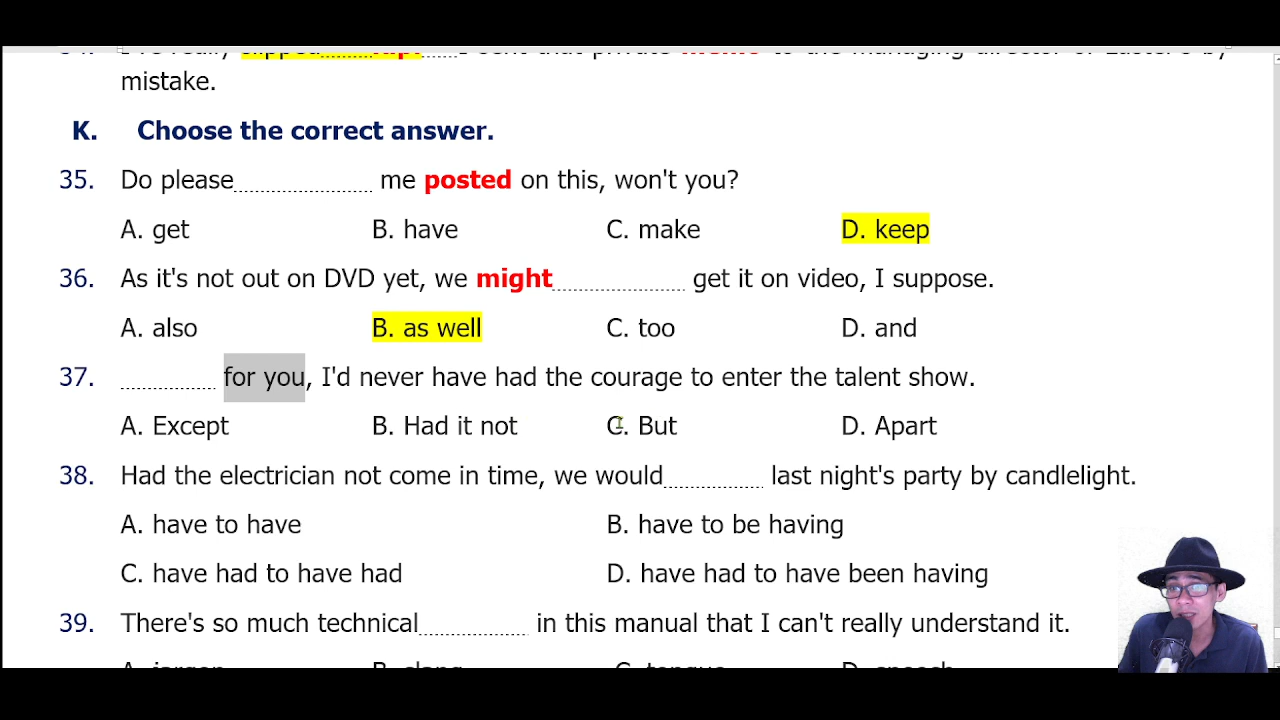 mistake.
K. Choose the correct answer.
35. Do please me posted on this, won't you?
A. get B. have C. make D. keep
36. As it's not out on DVD yet, we might get it on video, I suppose.
A. also B. as well C. too D. and
37. for you, I'd never have had the courage to enter the talent show.
A. Except B. Had it not C. But D. Apart
38. Had the electrician not come in time, we would last night's party by candlelight.
A. have to have B. have to be having
C. have had to have had D. have had to have been having
39. There's so much technical in this manual that I can't really understand it.
A. jargon B. slang C. tongue D. speech